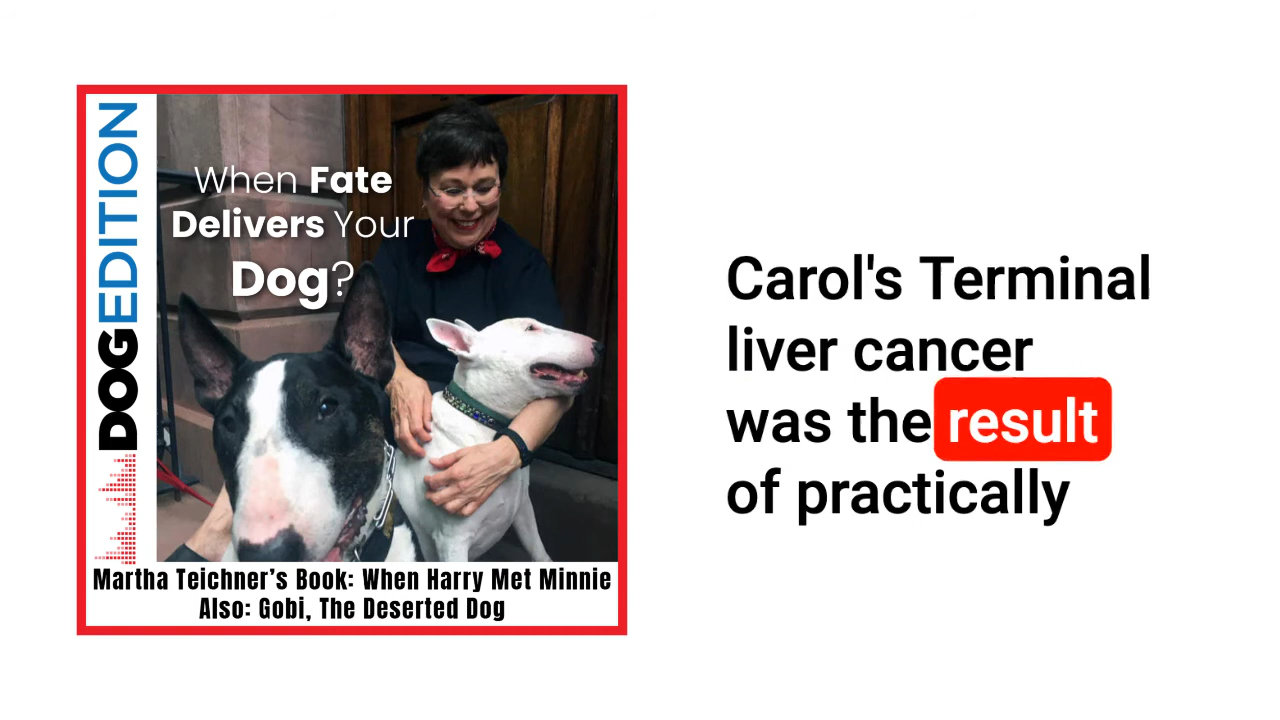 DOGEDITION
When Fate
Delivers Your
Dog?
Martha Teichner's Book: When Harry Met Minnie
Also: Gobi, The Deserted Dog
Carol's Terminal
liver cancer
was the result
of practically